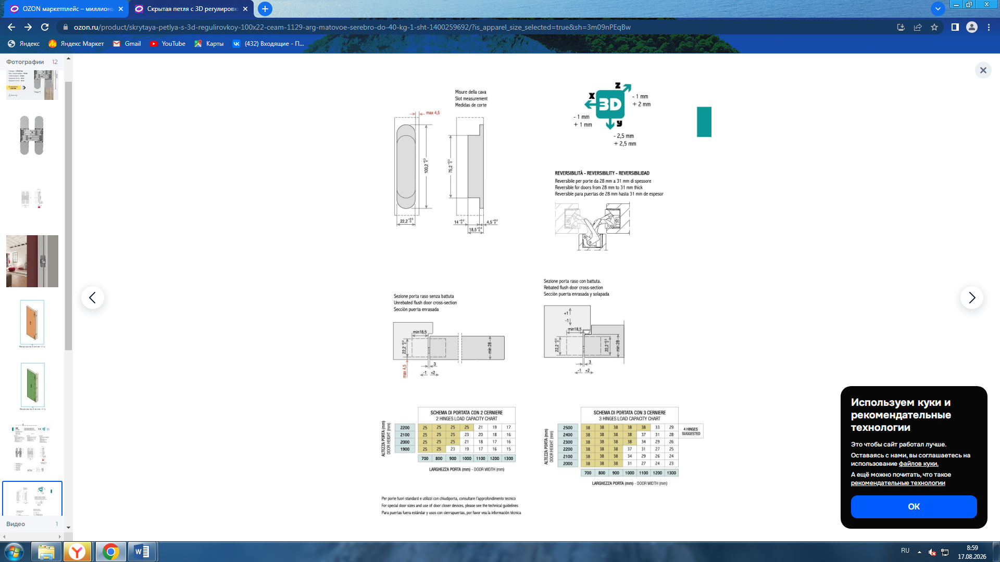 OZON маркетплейс – миллионы
Скрытая петля с 3D регулировк
ozon.ru/product/skrytaya-petlya-s-3d-regulirovkoy-100x22-ceam-1129-arg-matovoe-serebro-do-40-kg-1-sht-1400259692/?is_apparel_size_selected=true&sh=3m09nPEqBw
Яндекс
Яндекс Маркет
Gmail
YouTube
Карты
(432) Входящие - П...
Фотографии 12
Misure della cava
Slot measurement
Medidas de corte
max 4,5
100,2 +0.3 0
75,2 +0.3 0
22,2 +0.3 0
14 +0.2 0
4,5 +0.2 0
18,5 +0.4 0
z
x
3D
y
- 1 mm
+ 2 mm
- 1 mm
+ 1 mm
- 2,5 mm
+ 2,5 mm
REVERSIBILITÀ - REVERSIBILITY - REVERSIBILIDAD
Reversibile per porte da 28 mm a 31 mm di spessore
Reversible for doors from 28 mm to 31 mm thick
Reversible para puertas de 28 mm hasta 31 mm de espesor
Sezione porta raso senza battuta
Unrebated flush door cross-section
Secciòn puerta enrasada
min18,5
22,2 +0.3 0
min 28
max 4,5
3
-1 +2
Sezione porta raso con battuta.
Rebated flush door cross-section
Secciòn puerta enrasada y solapada
+1
-1
min18,5
22,2 +0.3 0
22,2 +0.3 0
min 28
3
-1 +2
SCHEMA DI PORTATA CON 2 CERNIERE
2 HINGES LOAD CAPACITY CHART
ALTEZZA PORTA (mm)
DOOR HEIGHT (mm)
2200 25 25 25 25 21 19 17
2100 25 25 25 23 20 18 16
2000 25 25 25 21 18 17 16
1900 25 25 23 19 17 16 15
700 800 900 1000 1100 1200 1300
LARGHEZZA PORTA (mm) - DOOR WIDTH (mm)
SCHEMA DI PORTATA CON 3 CERNIERE
3 HINGES LOAD CAPACITY CHART
ALTEZZA PORTA (mm)
DOOR HEIGHT (mm)
2500 38 38 38 38 38 33 29
2400 38 38 38 38 37 31 28
2300 38 38 38 38 34 29 26
2200 38 38 38 37 31 27 25
2100 38 38 38 34 29 26 24
2000 38 38 38 31 27 24 23
700 800 900 1000 1100 1200 1300
4 HINGES
SUGGESTED
LARGHEZZA PORTA (mm) - DOOR WIDTH (mm)
Per porte fuori standard e utilizzi con chiudiporta, consultare l'approfondimento tecnico
For special door sizes and use of door closer devices, please see the technical guidelines
Para puertas fuera estándar y usos con cierrapuertas, por favor vea la información técnica
Используем куки и
рекомендательные
технологии
Это чтобы сайт работал лучше.
Оставаясь с нами, вы соглашаетесь на
использование файлов куки.
А ещё можно почитать, что такое
рекомендательные технологии
ОК
Видео 1
RU
8:59
17.08.2026